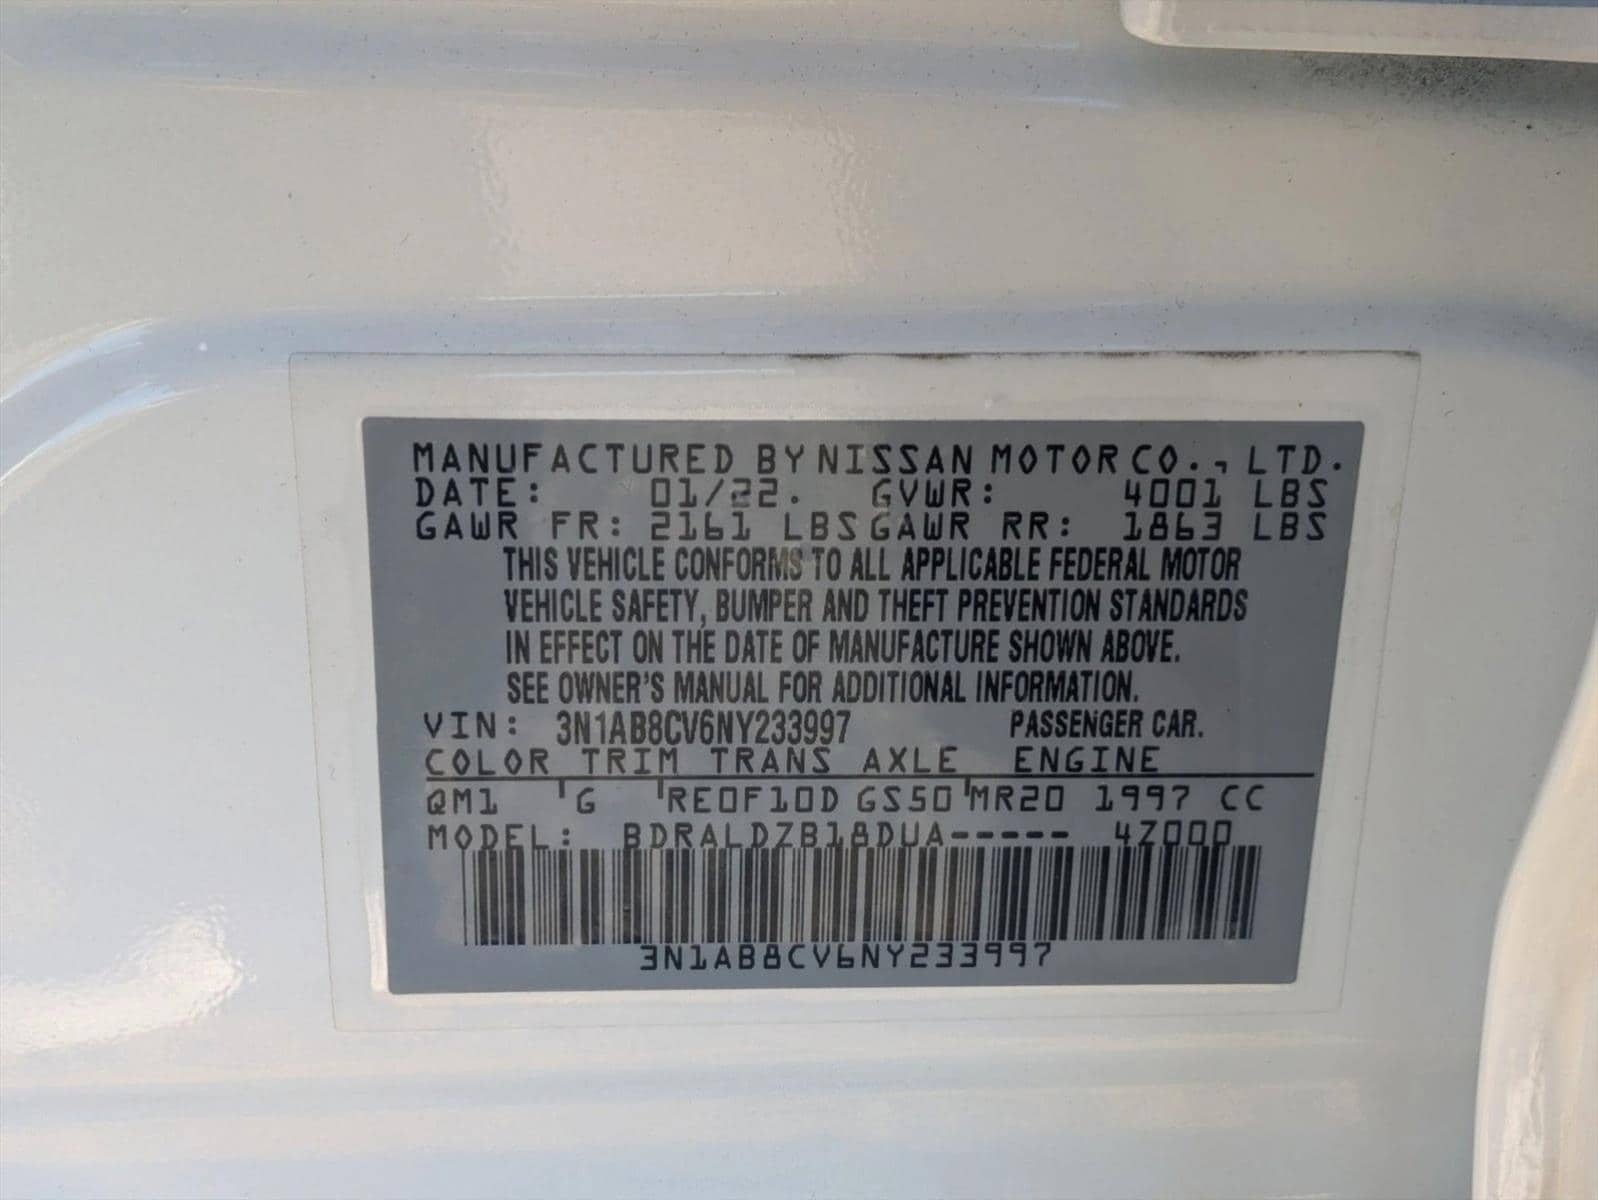 MANUFACTURED BY NISSAN MOTOR CO., LTD.
DATE: 01/22. GVWR: 4001 LBS
GAWR FR: 2161 LBS GAWR RR: 1863 LBS
THIS VEHICLE CONFORMS TO ALL APPLICABLE FEDERAL MOTOR
VEHICLE SAFETY, BUMPER AND THEFT PREVENTION STANDARDS
IN EFFECT ON THE DATE OF MANUFACTURE SHOWN ABOVE.
SEE OWNER'S MANUAL FOR ADDITIONAL INFORMATION.
VIN: 3N1AB8CV6NY233997 PASSENGER CAR.
COLOR TRIM TRANS AXLE ENGINE
QM1 G RE0F10D GS50 MR20 1997 CC
MODEL: BDRALDZB18DUA----- 4Z000
3N1AB8CV6NY233997